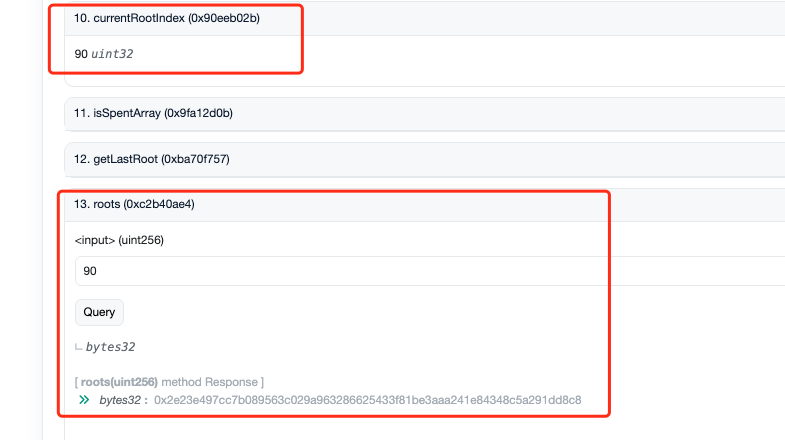 10. currentRootIndex (0x90eeb02b)
90 uint32
11. isSpentArray (0x9fa12d0b)
12. getLastRoot (0xba70f757)
13. roots (0xc2b40ae4)
<input> (uint256)
90
Query
bytes32
[ roots(uint256) method Response ]
bytes32 : 0x2e23e497cc7b089563c029a963286625433f81be3aaa241e84348c5a291dd8c8